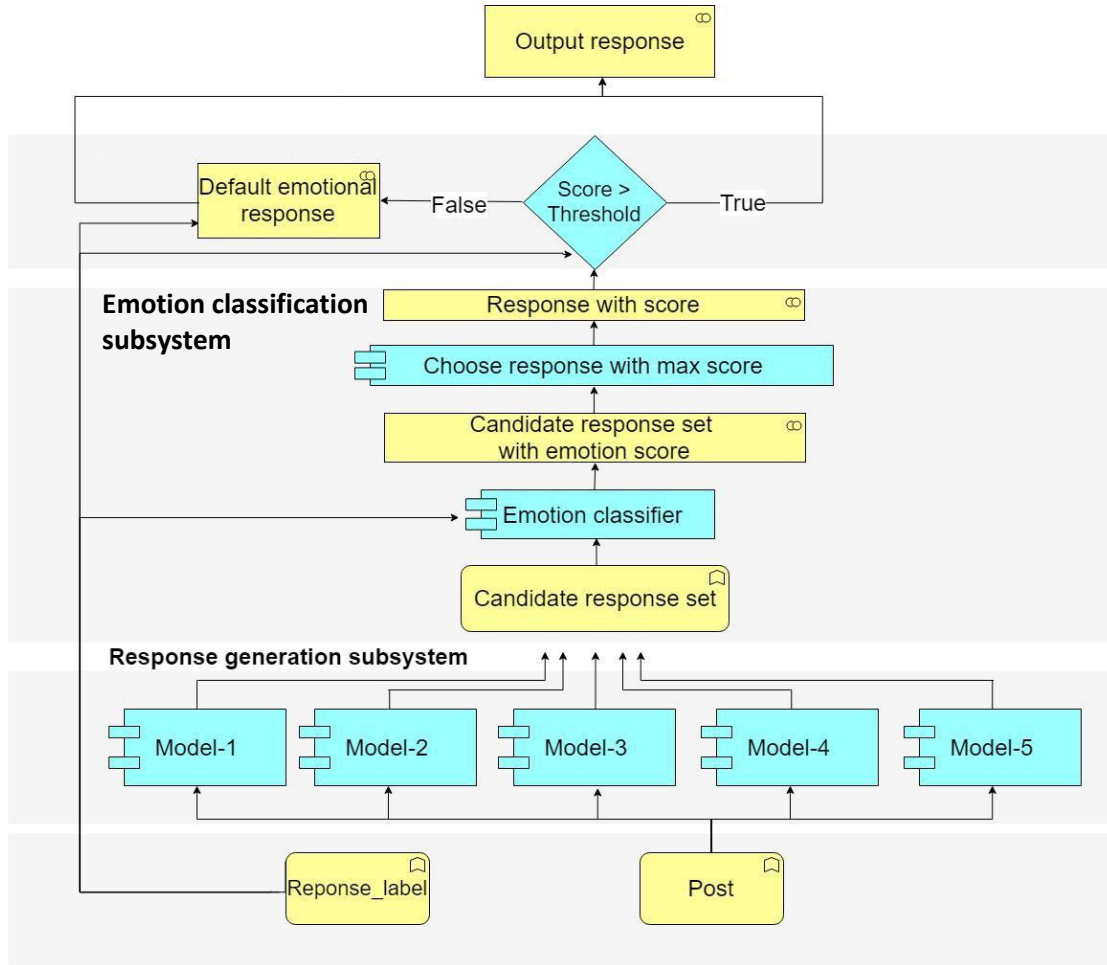 Output response
Default emotional
response
False
Score >
Threshold
True
Emotion classification
subsystem
Response with score
Choose response with max score
Candidate response set
with emotion score
Emotion classifier
Candidate response set
Response generation subsystem
Model-1
Model-2
Model-3
Model-4
Model-5
Reponse_label
Post